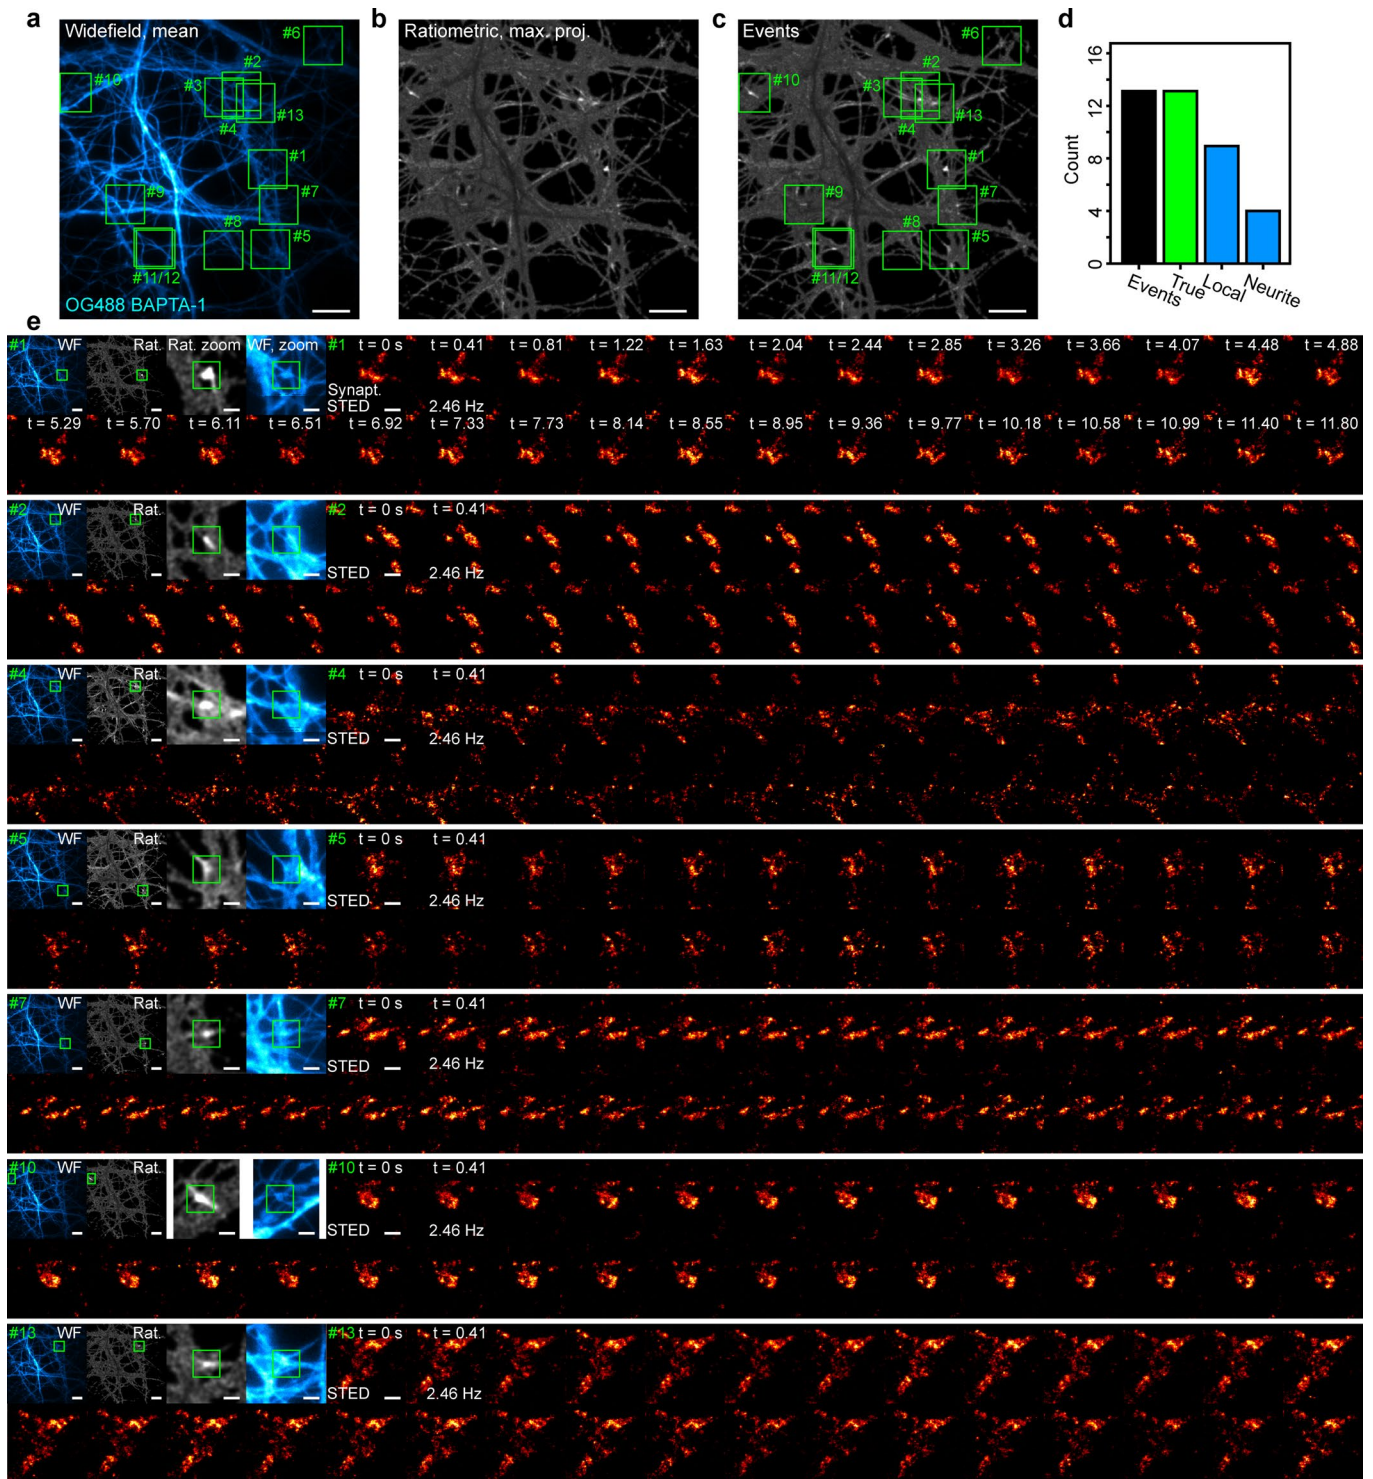 a
Widefield, mean
#6
#10
#2
#3
#4
#13
#1
#9
#7
#8
#5
#11/12
OG488 BAPTA-1
b
Ratiometric, max. proj.
c
Events
#6
#10
#2
#3
#13
#4
#1
#9
#7
#8
#5
#11/12
d
16
12
8
4
0
Count
Events
True
Local
Neurite
e
#1 WF Rat. Rat. zoom WF, zoom #1 t = 0 s t = 0.41 t = 0.81 t = 1.22 t = 1.63 t = 2.04 t = 2.44 t = 2.85 t = 3.26 t = 3.66 t = 4.07 t = 4.48 t = 4.88
Synapt.
STED 2.46 Hz
t = 5.29 t = 5.70 t = 6.11 t = 6.51 t = 6.92 t = 7.33 t = 7.73 t = 8.14 t = 8.55 t = 8.95 t = 9.36 t = 9.77 t = 10.18 t = 10.58 t = 10.99 t = 11.40 t = 11.80
#2 WF Rat. #2 t = 0 s t = 0.41
STED 2.46 Hz
#4 WF Rat. #4 t = 0 s t = 0.41
STED 2.46 Hz
#5 WF Rat. #5 t = 0 s t = 0.41
STED 2.46 Hz
#7 WF Rat. #7 t = 0 s t = 0.41
STED 2.46 Hz
#10 WF Rat. #10 t = 0 s t = 0.41
STED 2.46 Hz
#13 WF Rat. #13 t = 0 s t = 0.41
STED 2.46 Hz